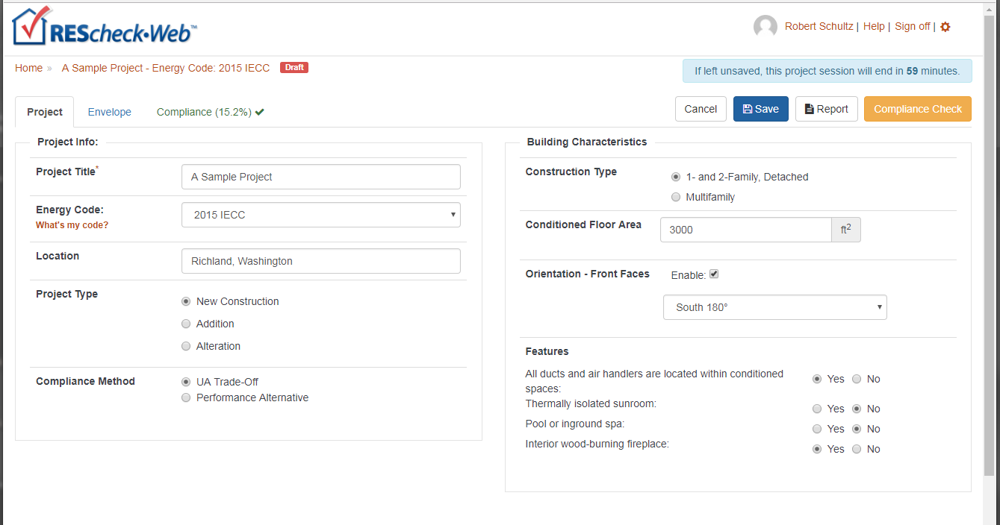 REScheck-Web™
Robert Schultz | Help | Sign off |
Home » A Sample Project - Energy Code: 2015 IECC Draft
If left unsaved, this project session will end in 59 minutes.
Project Envelope Compliance (15.2%)
Cancel Save Report Compliance Check
Project Info:
Project Title*
A Sample Project
Energy Code:
What's my code?
2015 IECC
Location
Richland, Washington
Project Type
New Construction
Addition
Alteration
Compliance Method
UA Trade-Off
Performance Alternative
Building Characteristics
Construction Type
1- and 2-Family, Detached
Multifamily
Conditioned Floor Area
3000 ft²
Orientation - Front Faces
Enable:
South 180°
Features
All ducts and air handlers are located within conditioned
spaces:
Yes No
Thermally isolated sunroom:
Yes No
Pool or inground spa:
Yes No
Interior wood-burning fireplace:
Yes No